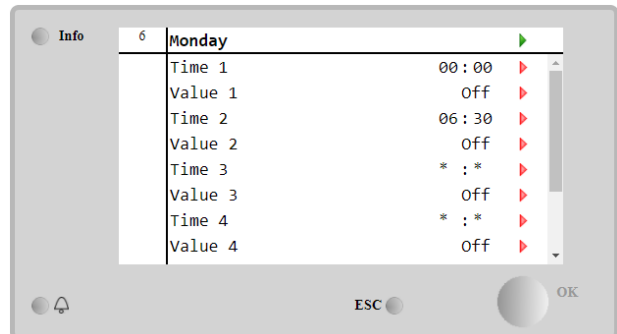 Info
6 Monday
Time 1 00:00
Value 1 Off
Time 2 06:30
Value 2 Off
Time 3 * : *
Value 3 Off
Time 4 * : *
Value 4 Off
ESC
OK